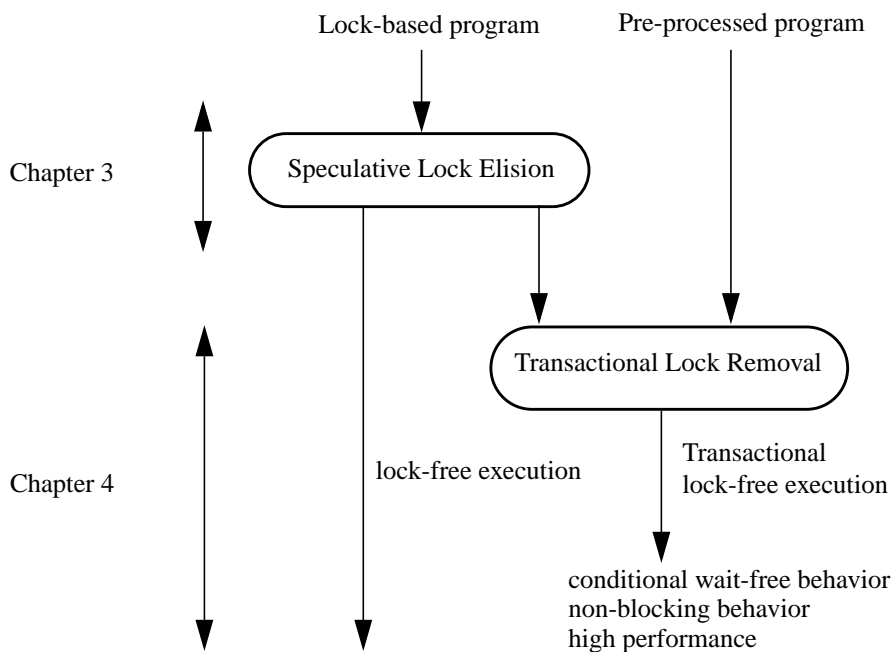 Lock-based program
Pre-processed program
Chapter 3
Speculative Lock Elision
Transactional Lock Removal
Chapter 4
lock-free execution
Transactional
lock-free execution
conditional wait-free behavior
non-blocking behavior
high performance